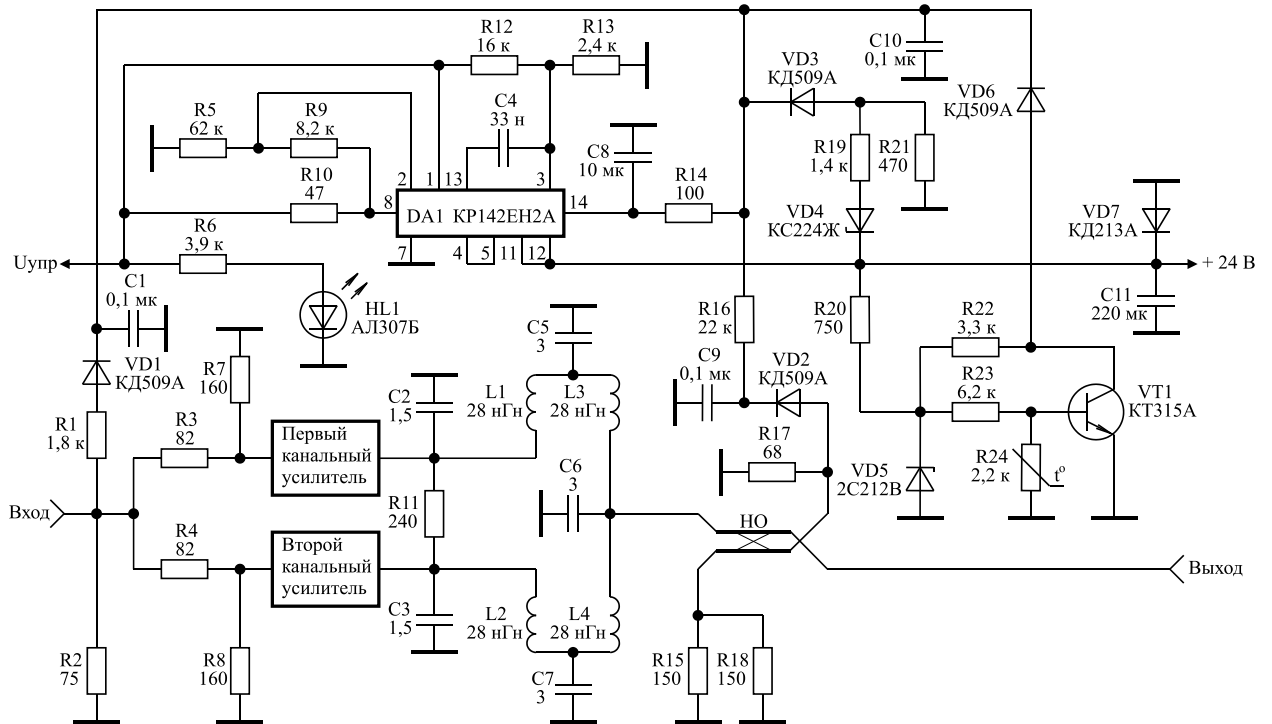 R12
16 к
R13
2,4 к
C10
0,1 мк
VD3
КД509А
VD6
КД509А
R5
62 к
R9
8,2 к
C4
33 н
R19
1,4 к
R21
470
C8
10 мк
R10
47
R14
100
2
1
13
3
8
DA1 КР142ЕН2А
14
7
4
5
11
12
VD4
КС224Ж
VD7
КД213А
R6
3,9 к
Uупр
+ 24 В
C1
0,1 мк
HL1
АЛ307Б
R16
22 к
R20
750
C11
220 мк
R22
3,3 к
C5
3
VD1
КД509А
R7
160
C9
0,1 мк
VD2
КД509А
R23
6,2 к
VT1
КТ315А
C2
1,5
L1
28 нГн
L3
28 нГн
R1
1,8 к
R3
82
Первый
канальный
усилитель
R17
68
R24
2,2 к
t°
VD5
2С212В
C6
3
R11
240
Вход
НО
R4
82
Второй
канальный
усилитель
Выход
C3
1,5
L2
28 нГн
L4
28 нГн
R2
75
R8
160
C7
3
R15
150
R18
150